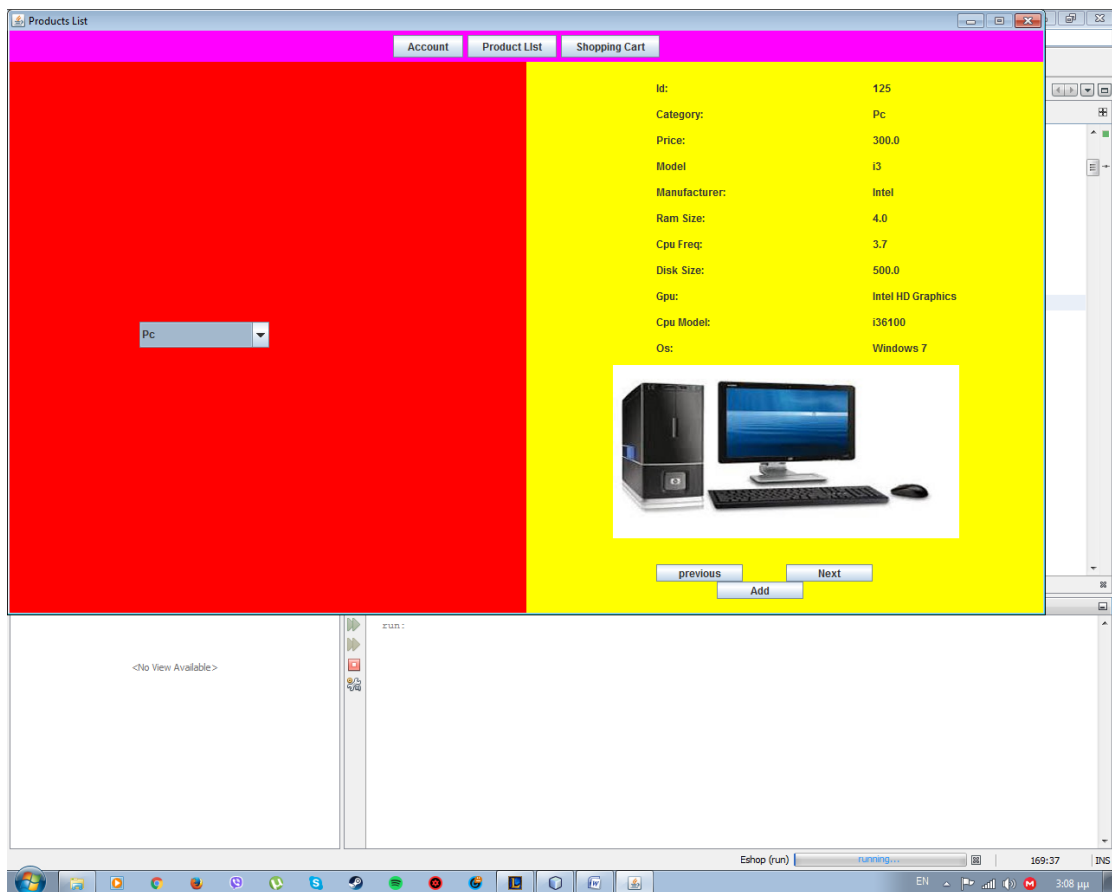 Products List
Account Product LIst Shopping Cart
Id: 125
Category: Pc
Price: 300.0
Model i3
Manufacturer: Intel
Ram Size: 4.0
Cpu Freq: 3.7
Disk Size: 500.0
Gpu: Intel HD Graphics
Cpu Model: i36100
Os: Windows 7
Pc
previous Next
Add
run:
<No View Available>
Eshop (run) running... 169:37 INS
EN 3:08 μμ